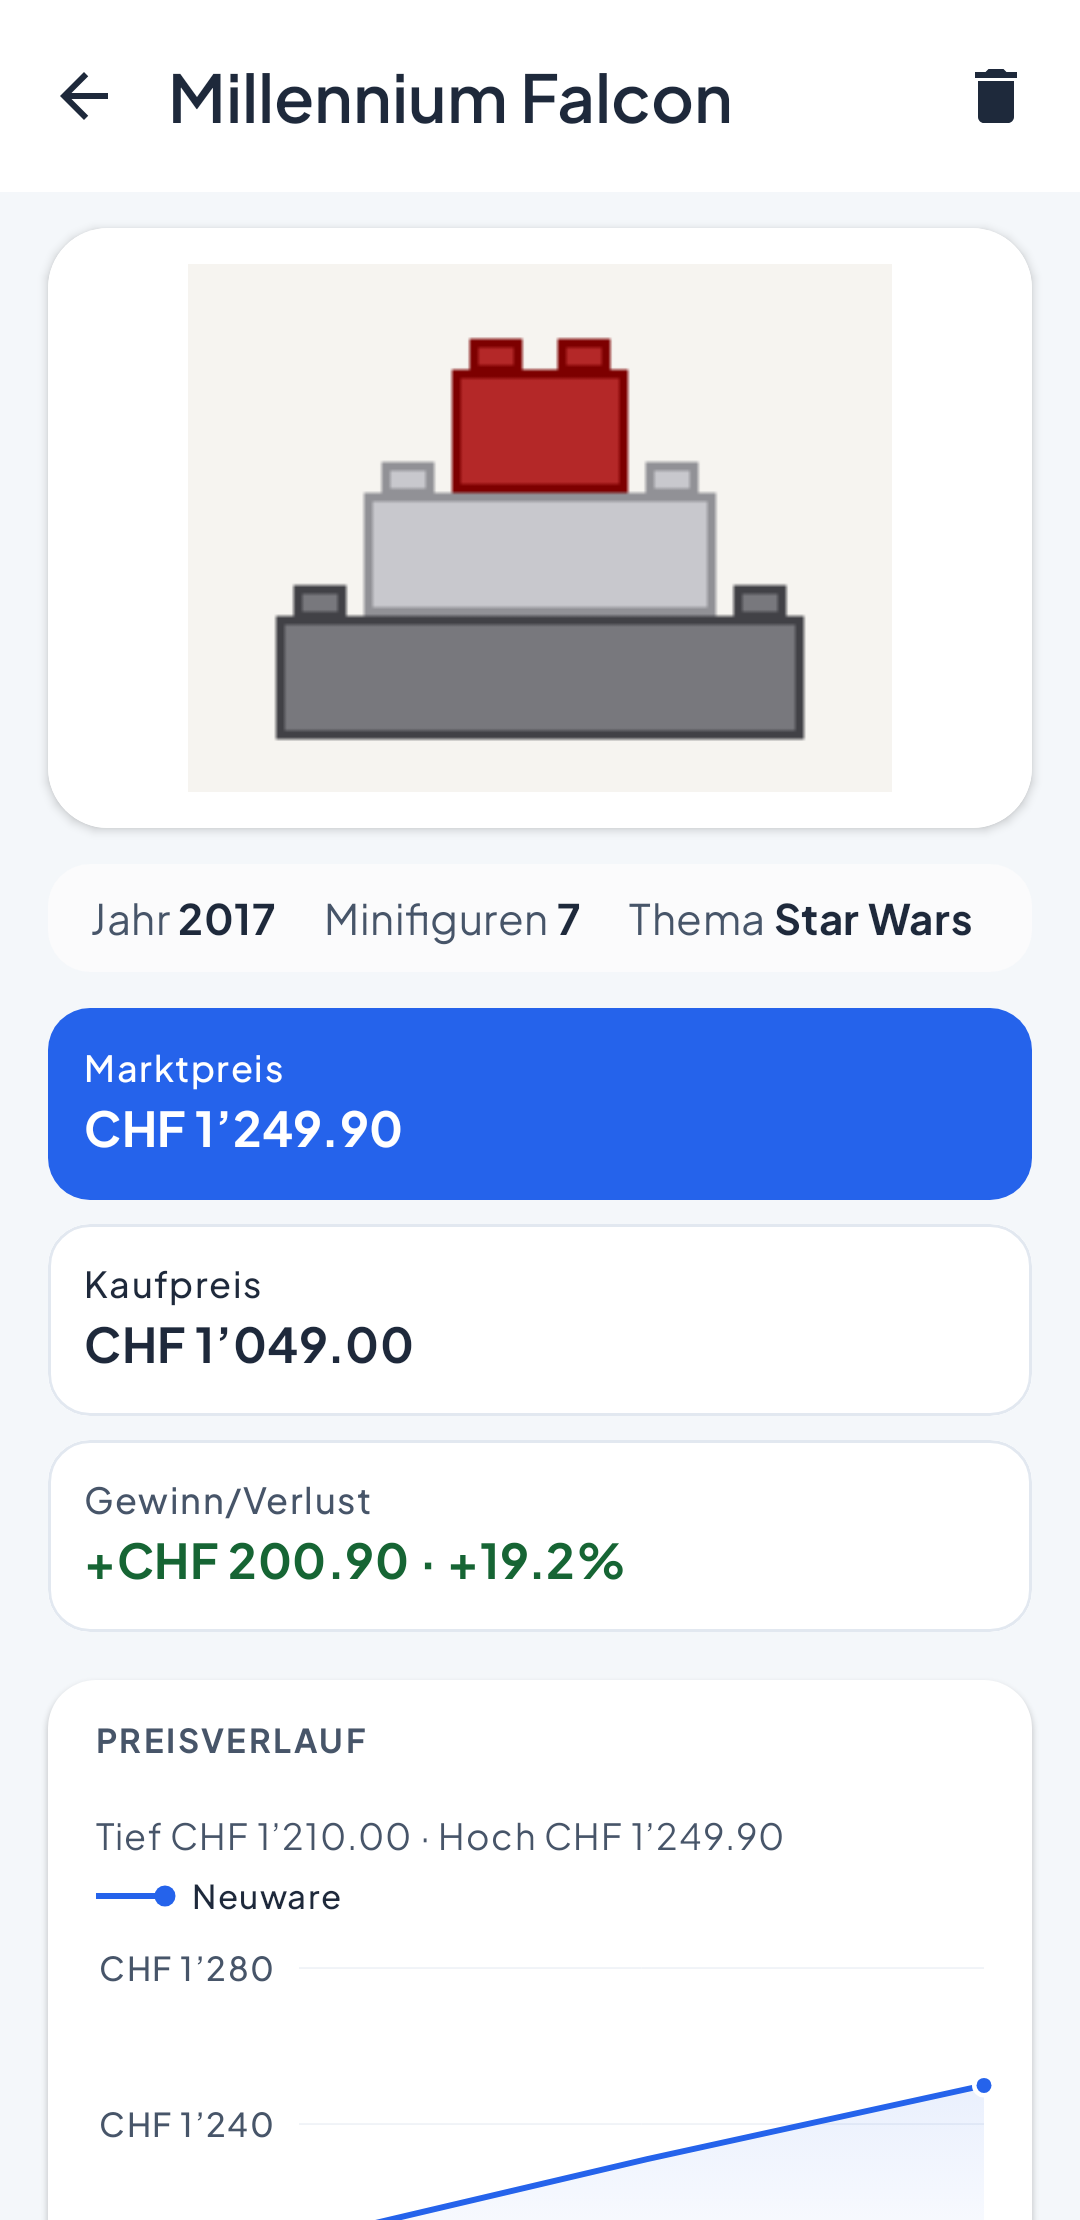 Millennium Falcon
Jahr 2017 Minifiguren 7 Thema Star Wars
Marktpreis
CHF 1’249.90
Kaufpreis
CHF 1’049.00
Gewinn/Verlust
+CHF 200.90 · +19.2%
PREISVERLAUF
Tief CHF 1’210.00 · Hoch CHF 1’249.90
Neuware
CHF 1’280
CHF 1’240